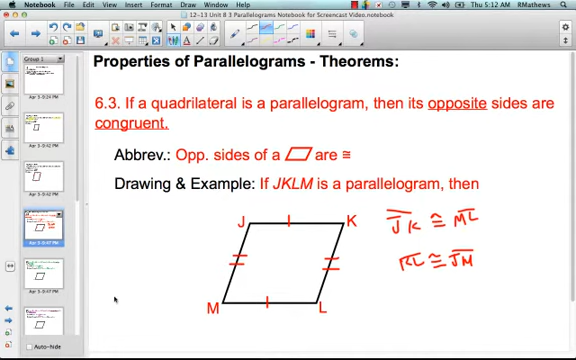 Notebook File Edit View Insert Format Draw Window Help Thu 5:12 AM RMathews
12-13 Unit 8 3 Parallelograms Notebook for Screencast Video.notebook
Group 1
Properties of Parallelograms - Theorems:
6.3. If a quadrilateral is a parallelogram, then its opposite sides are
congruent.
Abbrev.: Opp. sides of a ▱ are ≅
Drawing & Example: If JKLM is a parallelogram, then
J K
JK ≅ ML
KL ≅ JM
M L
Auto-hide